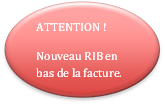 ATTENTION !
Nouveau RIB en
bas de la facture.